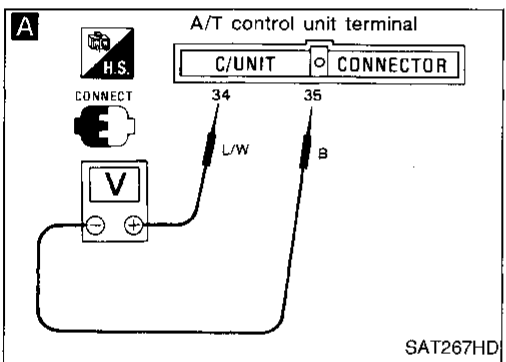 A
A/T control unit terminal
H.S.
C/UNIT CONNECTOR
CONNECT
34 35
L/W B
V
SAT267HD